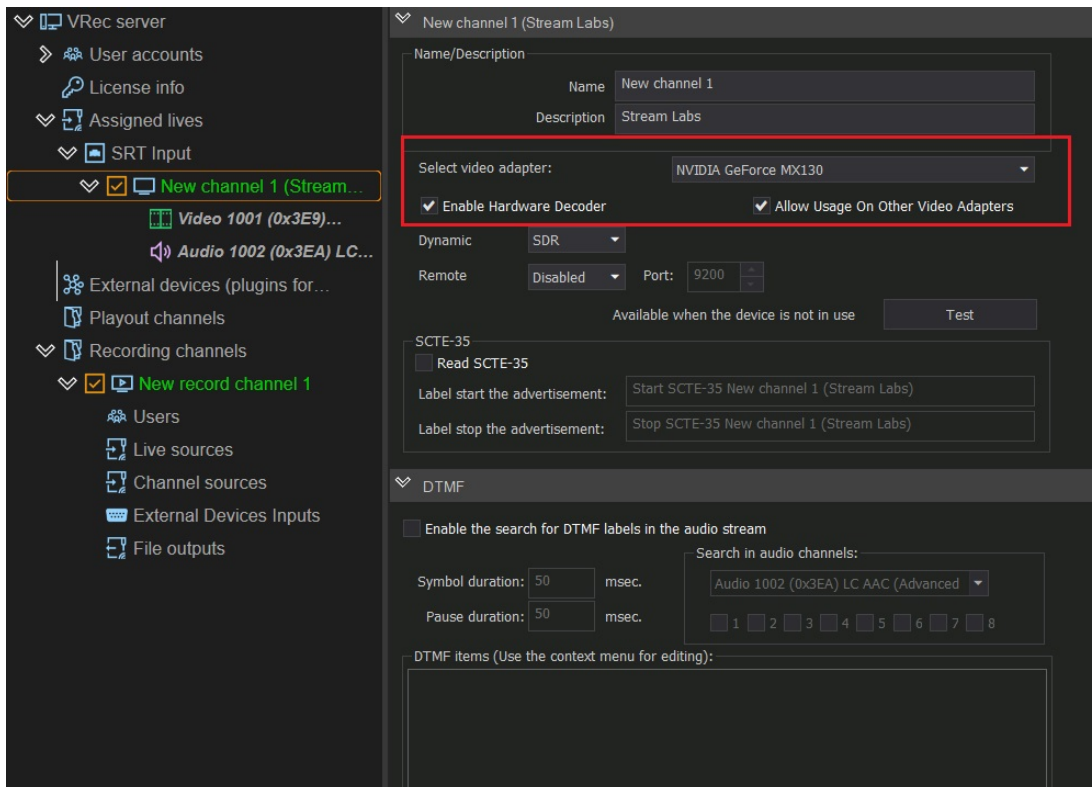 VRec server
User accounts
License info
Assigned lives
SRT Input
New channel 1 (Stream...
Video 1001 (0x3E9)...
Audio 1002 (0x3EA) LC...
External devices (plugins for...
Playout channels
Recording channels
New record channel 1
Users
Live sources
Channel sources
External Devices Inputs
File outputs
New channel 1 (Stream Labs)
Name/Description
Name New channel 1
Description Stream Labs
Select video adapter: NVIDIA GeForce MX130
Enable Hardware Decoder Allow Usage On Other Video Adapters
Dynamic SDR
Remote Disabled Port: 9200
Available when the device is not in use Test
SCTE-35
Read SCTE-35
Label start the advertisement: Start SCTE-35 New channel 1 (Stream Labs)
Label stop the advertisement: Stop SCTE-35 New channel 1 (Stream Labs)
DTMF
Enable the search for DTMF labels in the audio stream
Search in audio channels:
Symbol duration: 50 msec. Audio 1002 (0x3EA) LC AAC (Advanced
Pause duration: 50 msec. 1 2 3 4 5 6 7 8
DTMF items (Use the context menu for editing):